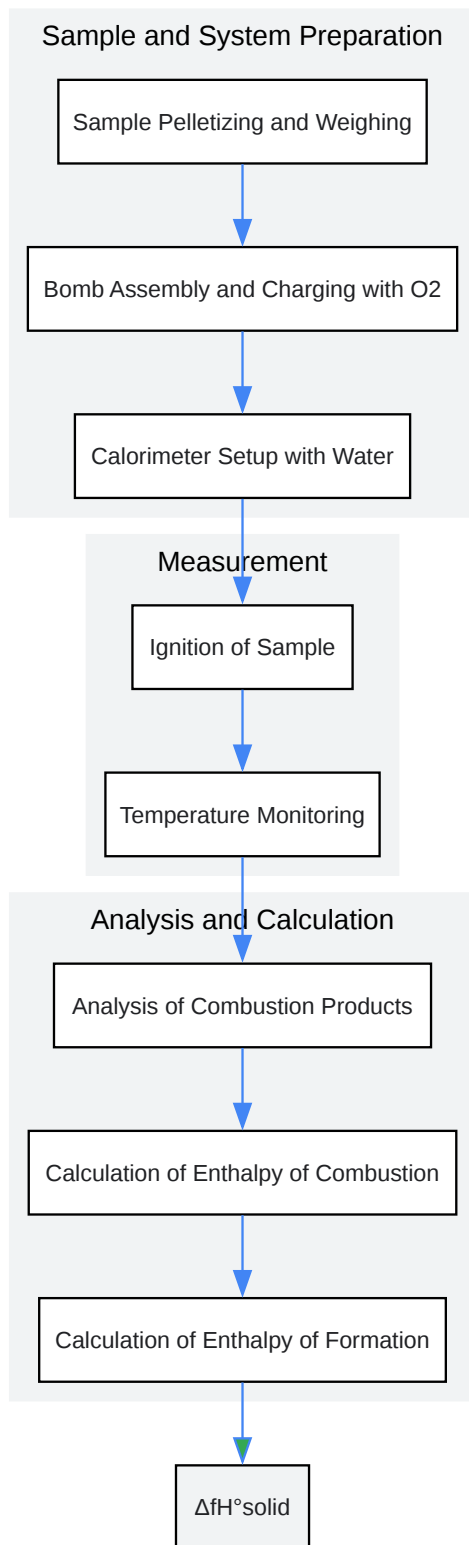 Sample and System Preparation
Sample Pelletizing and Weighing
Bomb Assembly and Charging with O2
Calorimeter Setup with Water
Measurement
Ignition of Sample
Temperature Monitoring
Analysis and Calculation
Analysis of Combustion Products
Calculation of Enthalpy of Combustion
Calculation of Enthalpy of Formation
ΔfH°solid